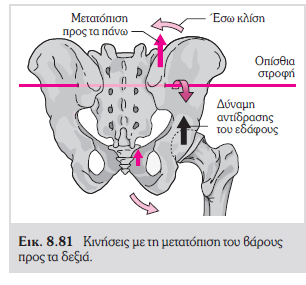 Μετατόπιση
προς τα πάνω
Έσω κλίση
Οπίσθια
στροφή
Δύναμη
αντίδρασης
του εδάφους
Εικ. 8.81 Κινήσεις με τη μετατόπιση του βάρους
προς τα δεξιά.